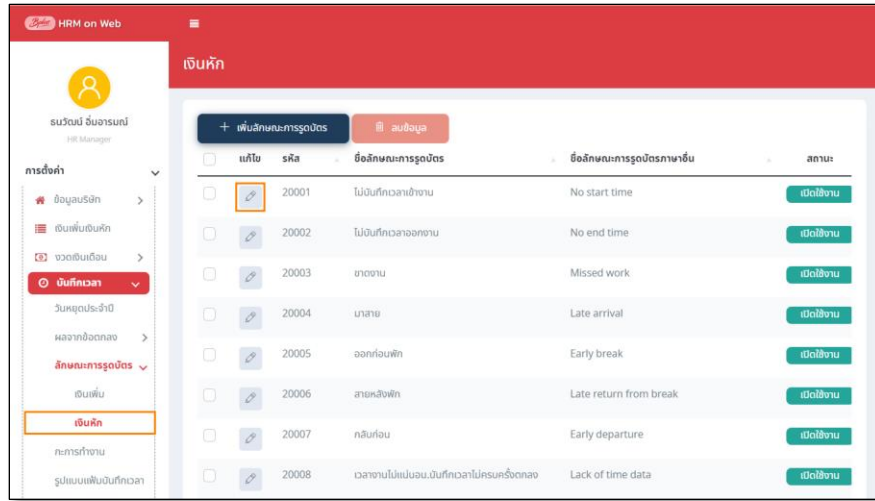 HRM on Web
เงินหัก
ธนวัฒน์ อิ่มอารมณ์
HR Manager
การตั้งค่า
ข้อมูลบริษัท
เงินเพิ่มเงินหัก
งวดเงินเดือน
บันทึกเวลา
วันหยุดประจำปี
ผลจากข้อตกลง
ลักษณะการรูดบัตร
เงินเพิ่ม
เงินหัก
กะการทำงาน
รูปแบบแฟ้มบันทึกเวลา
+ เพิ่มลักษณะการรูดบัตร
ลบข้อมูล
แก้ไข รหัส ชื่อลักษณะการรูดบัตร ชื่อลักษณะการรูดบัตรภาษาอื่น สถานะ
20001 ไม่บันทึกเวลาเข้างาน No start time เปิดใช้งาน
20002 ไม่บันทึกเวลาออกงาน No end time เปิดใช้งาน
20003 ขาดงาน Missed work เปิดใช้งาน
20004 มาสาย Late arrival เปิดใช้งาน
20005 ออกก่อนพัก Early break เปิดใช้งาน
20006 สายหลังพัก Late return from break เปิดใช้งาน
20007 กลับก่อน Early departure เปิดใช้งาน
20008 เวลางานไม่แน่นอน.บันทึกเวลาไม่ครบครั้งตกลง Lack of time data เปิดใช้งาน